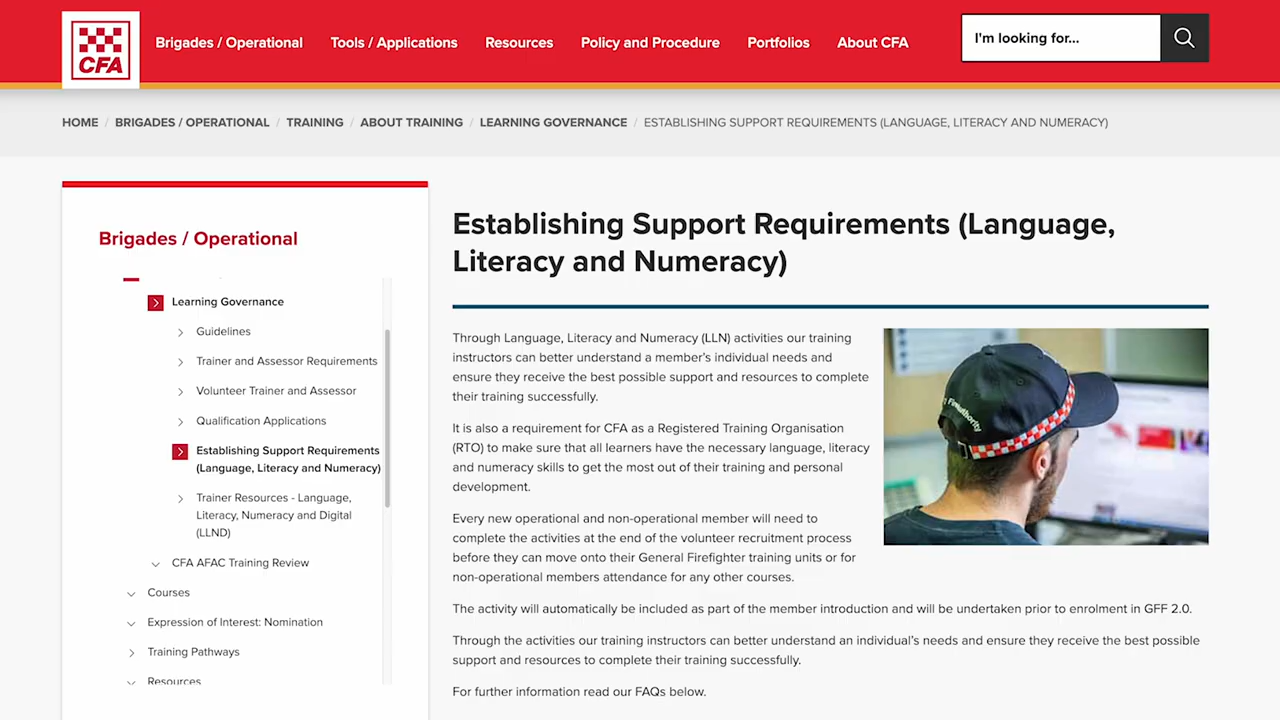 CFA
Brigades / Operational
Tools / Applications
Resources
Policy and Procedure
Portfolios
About CFA
I'm looking for...
HOME / BRIGADES / OPERATIONAL / TRAINING / ABOUT TRAINING / LEARNING GOVERNANCE / ESTABLISHING SUPPORT REQUIREMENTS (LANGUAGE, LITERACY AND NUMERACY)
Brigades / Operational
Learning Governance
Guidelines
Trainer and Assessor Requirements
Volunteer Trainer and Assessor
Qualification Applications
Establishing Support Requirements
(Language, Literacy and Numeracy)
Trainer Resources - Language,
Literacy, Numeracy and Digital
(LLND)
CFA AFAC Training Review
Courses
Expression of Interest: Nomination
Training Pathways
Resources
Establishing Support Requirements (Language,
Literacy and Numeracy)
Through Language, Literacy and Numeracy (LLN) activities our training
instructors can better understand a member's individual needs and
ensure they receive the best possible support and resources to complete
their training successfully.
It is also a requirement for CFA as a Registered Training Organisation
(RTO) to make sure that all learners have the necessary language, literacy
and numeracy skills to get the most out of their training and personal
development.
Every new operational and non-operational member will need to
complete the activities at the end of the volunteer recruitment process
before they can move onto their General Firefighter training units or for
non-operational members attendance for any other courses.
The activity will automatically be included as part of the member introduction and will be undertaken prior to enrolment in GFF 2.0.
Through the activities our training instructors can better understand an individual's needs and ensure they receive the best possible
support and resources to complete their training successfully.
For further information read our FAQs below.